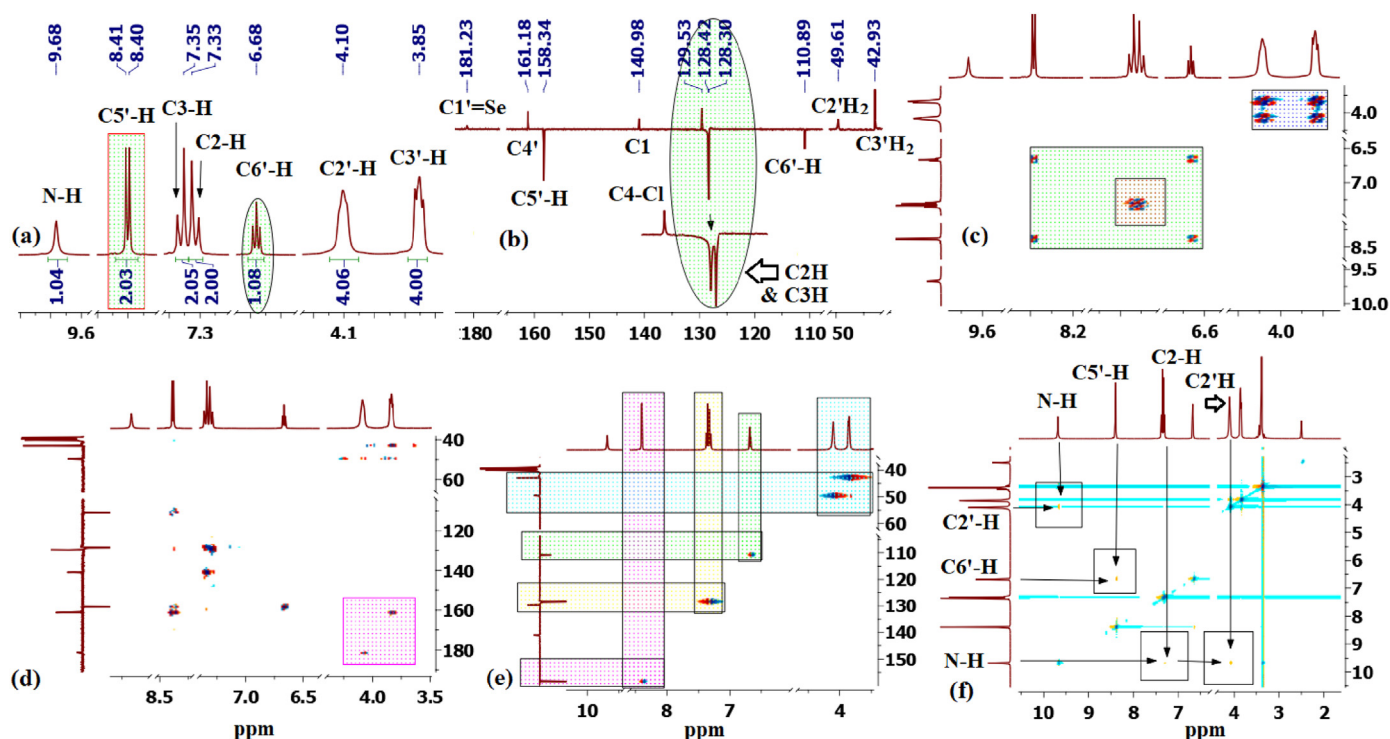 9.68
8.41
8.40
7.35
7.33
6.68
4.10
3.85
C5'-H
C3-H
C2-H
C6'-H
C2'-H
C3'-H
N-H
(a)
1.04
2.03
2.05
2.00
1.08
4.06
4.00
9.6
7.3
4.1
181.23
161.18
158.34
140.98
129.53
128.42
128.30
110.89
49.61
42.93
C1'=Se
C2'H2
C4'
C1
C6'-H
C3'H2
C5'-H
C4-Cl
(b)
C2H
& C3H
180
160
150
140
130
120
110
50
4.0
6.5
7.0
8.5
9.5
10.0
(c)
9.6
8.2
6.6
4.0
40
60
120
140
160
180
(d)
8.5
7.0
4.0
3.5
ppm
40
50
60
110
120
130
140
150
(e)
10
8
7
4
ppm
C2-H
C5'-H
C2'H
N-H
C2'-H
C6'-H
N-H
3
4
5
6
7
8
9
10
(f)
10
9
8
7
6
5
4
3
2
ppm